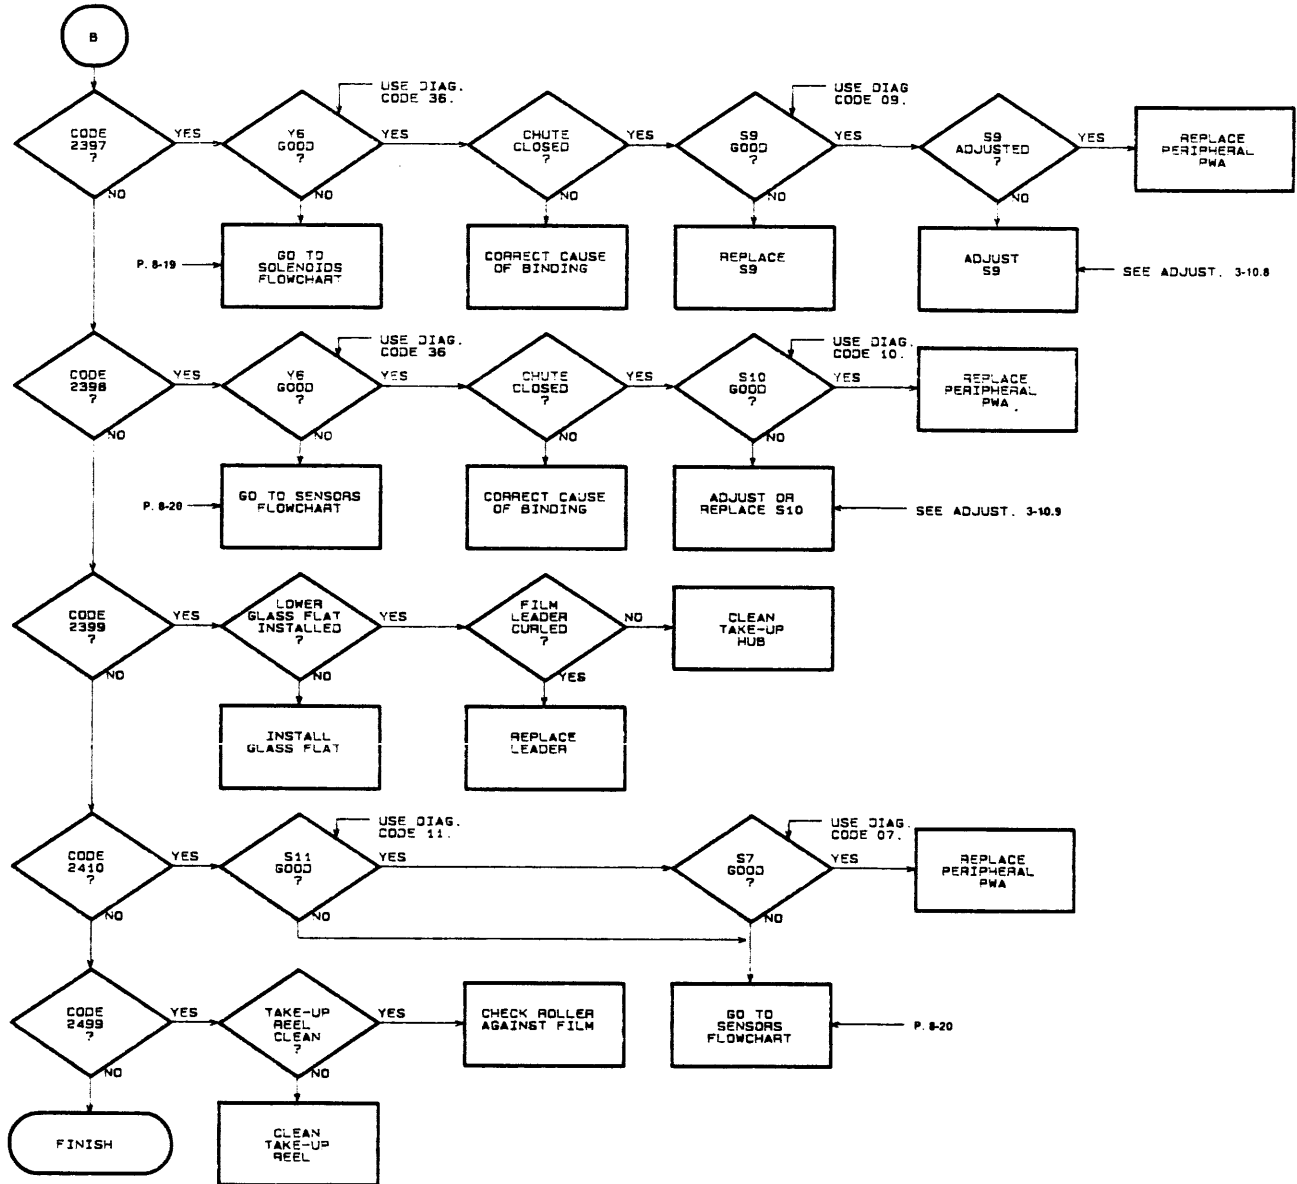 B
USE DIAG.
CODE 36.
USE DIAG
CODE 09.
CODE
2397
?
YES
Y6
GOOD
?
YES
CHUTE
CLOSED
?
YES
S9
GOOD
?
YES
S9
ADJUSTED
?
YES
REPLACE
PERIPHERAL
PWA
NO
NO
NO
NO
NO
P. 8-19
GO TO
SOLENOIDS
FLOWCHART
CORRECT CAUSE
OF BINDING
REPLACE
S9
ADJUST
S9
SEE ADJUST. 3-10.8
USE DIAG.
CODE 36
USE DIAG.
CODE 10.
CODE
2398
?
YES
Y6
GOOD
?
YES
CHUTE
CLOSED
?
YES
S10
GOOD
?
YES
REPLACE
PERIPHERAL
PWA
NO
NO
NO
NO
P. 8-20
GO TO SENSORS
FLOWCHART
CORRECT CAUSE
OF BINDING
ADJUST OR
REPLACE S10
SEE ADJUST. 3-10.9
CODE
2399
?
YES
LOWER
GLASS FLAT
INSTALLED
?
YES
FILM
LEADER
CURLED
?
NO
CLEAN
TAKE-UP
HUB
NO
NO
YES
INSTALL
GLASS FLAT
REPLACE
LEADER
USE DIAG.
CODE 11.
USE DIAG.
CODE 07.
CODE
2410
?
YES
S11
GOOD
?
YES
S7
GOOD
?
YES
REPLACE
PERIPHERAL
PWA
NO
NO
NO
CODE
2499
?
YES
TAKE-UP
REEL
CLEAN
?
YES
CHECK ROLLER
AGAINST FILM
GO TO
SENSORS
FLOWCHART
P. 8-20
NO
NO
FINISH
CLEAN
TAKE-UP
REEL